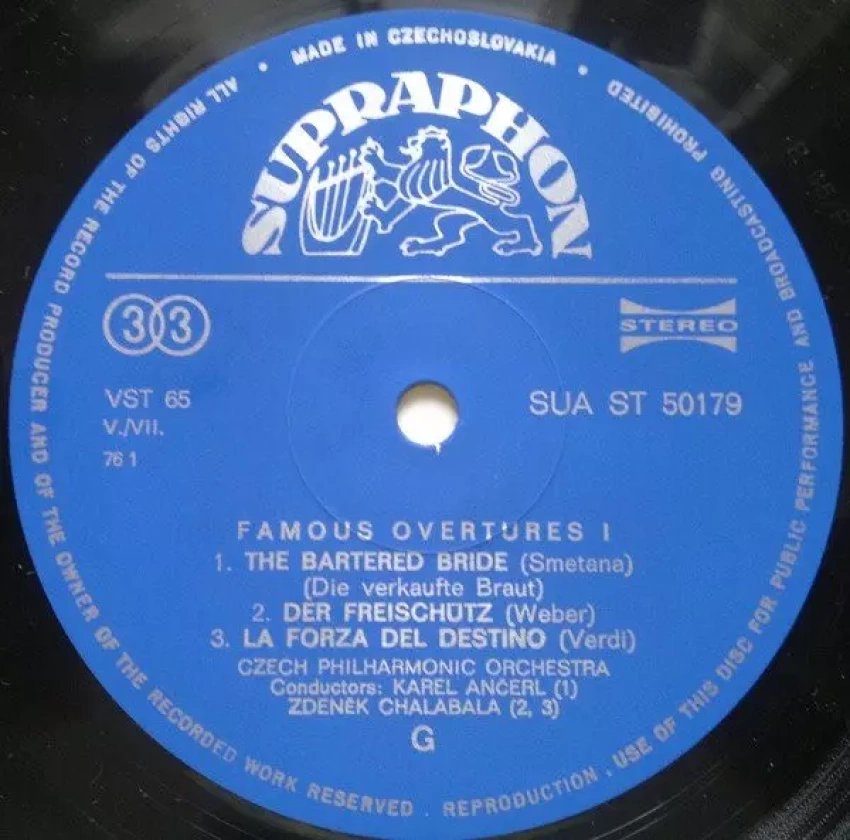 MADE IN CZECHOSLOVAKIA
SUPRAPHON
33
STEREO
VST 65
SUA ST 50179
V./VII.
76 1
FAMOUS OVERTURES I
1. THE BARTERED BRIDE (Smetana)
(Die verkaufte Braut)
2. DER FREISCHÜTZ (Weber)
3. LA FORZA DEL DESTINO (Verdi)
CZECH PHILHARMONIC ORCHESTRA
Conductors: KAREL ANČERL (1)
ZDENĚK CHALABALA (2, 3)
G
ALL RIGHTS OF THE RECORD PRODUCER AND OF THE OWNER OF THE RECORDED WORK RESERVED . REPRODUCTION . USE OF THIS DISC FOR PUBLIC PERFORMANCE AND BROADCASTING PROHIBITED